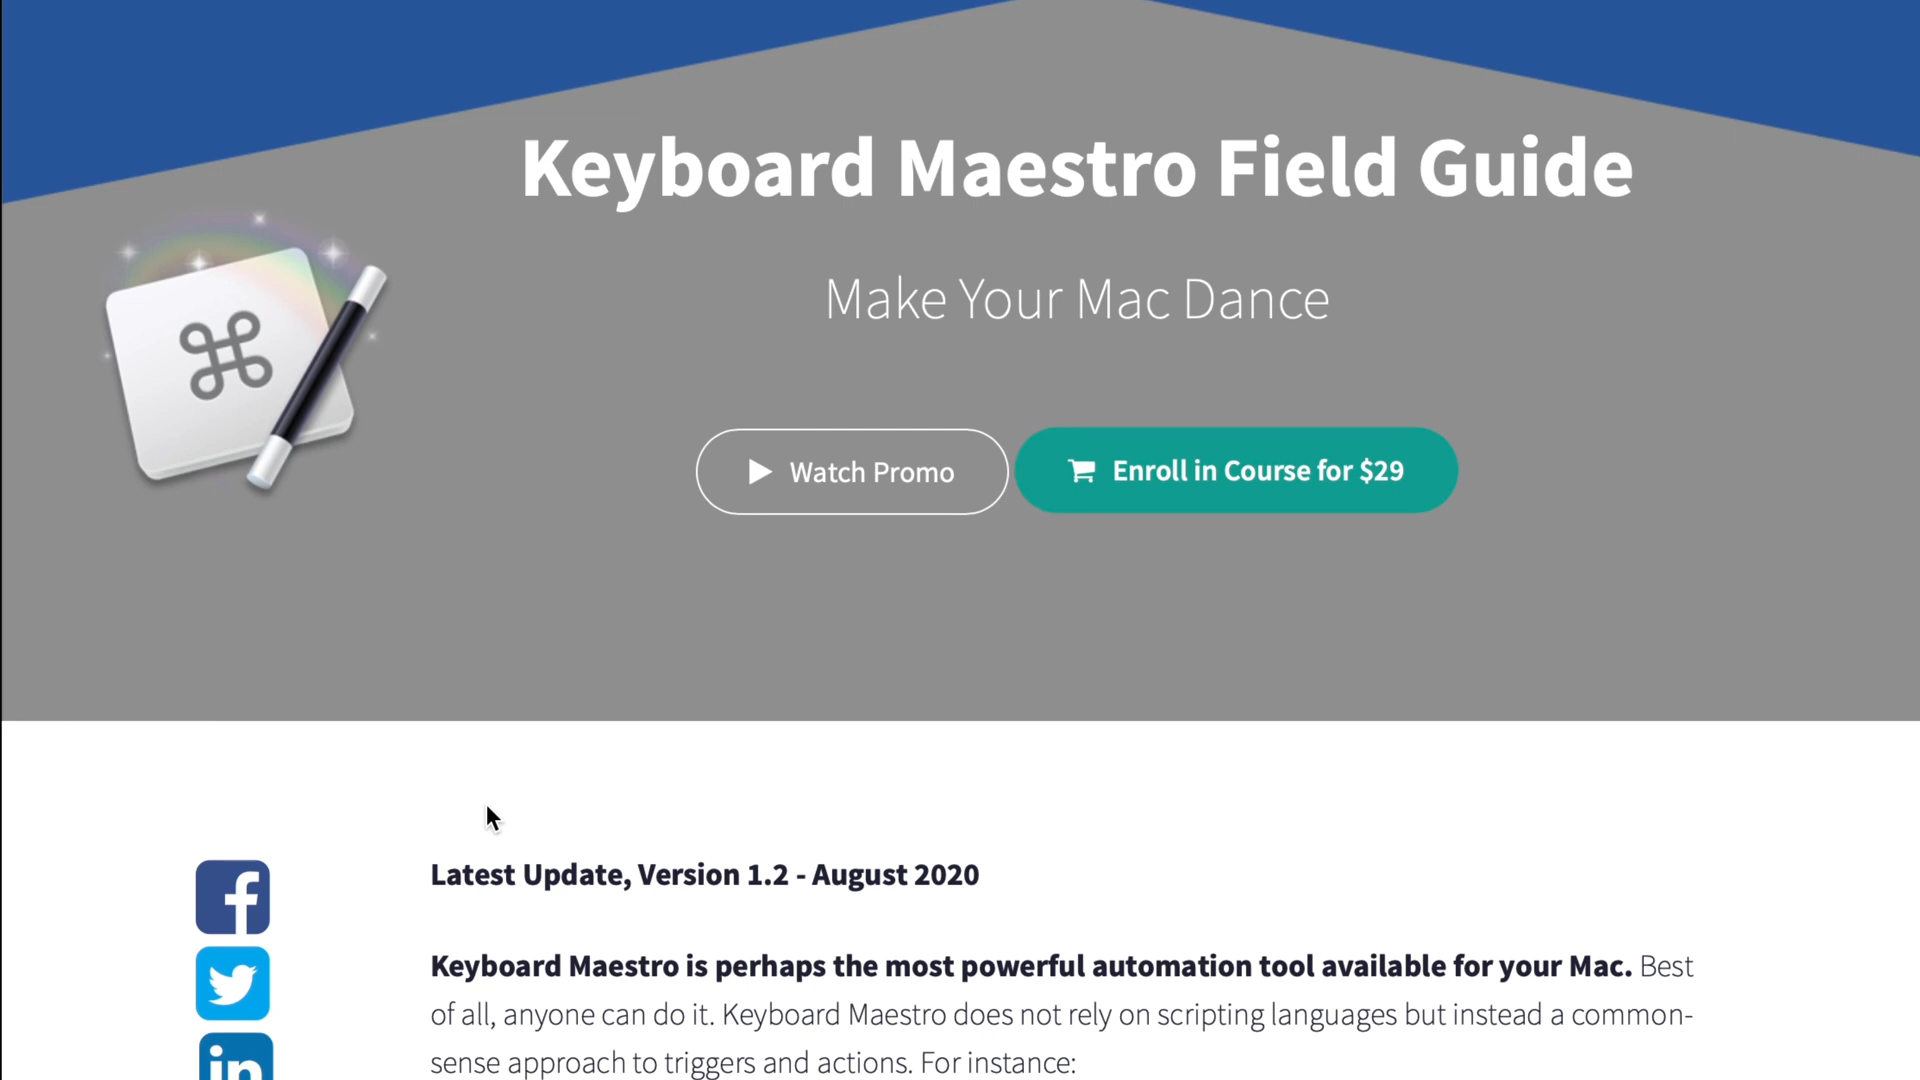 Keyboard Maestro Field Guide
Make Your Mac Dance
Watch Promo
Enroll in Course for $29
Latest Update, Version 1.2 - August 2020
Keyboard Maestro is perhaps the most powerful automation tool available for your Mac. Best
of all, anyone can do it. Keyboard Maestro does not rely on scripting languages but instead a common-
sense approach to triggers and actions. For instance: